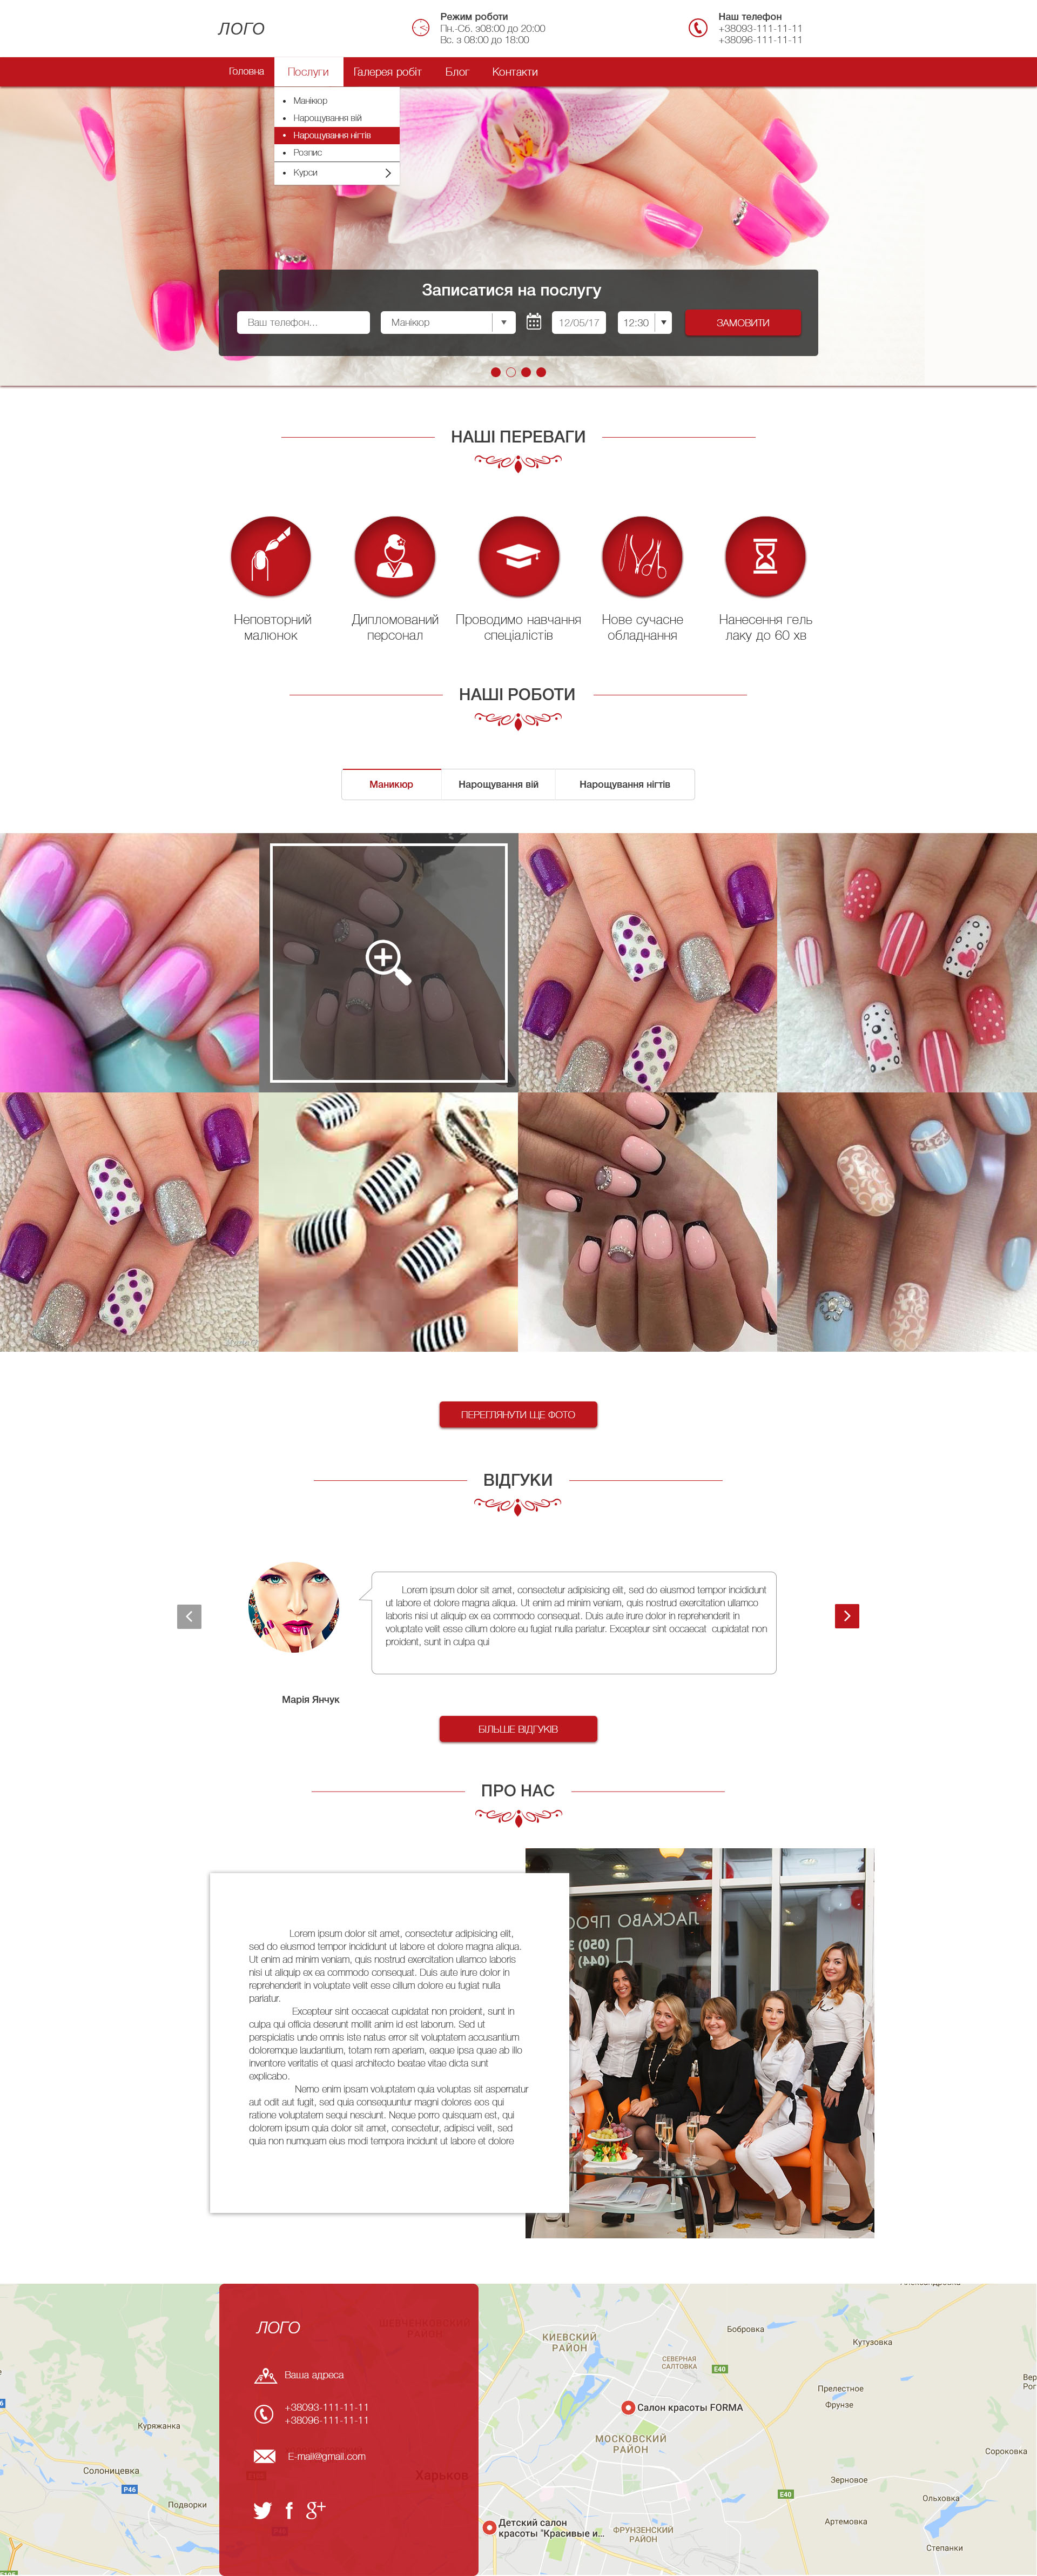 ЛОГО
Режим роботи
Пн.-Сб. з08:00 до 20:00
Вс. з 08:00 до 18:00
Наш телефон
+38093-111-11-11
+38096-111-11-11
Головна
Послуги
Галерея робіт
Блог
Контакти
Манікюр
Нарощування вій
Нарощування нігтів
Розпис
Курси
Записатися на послугу
Ваш телефон...
Манікюр
12/05/17
12:30
ЗАМОВИТИ
НАШІ ПЕРЕВАГИ
Неповторний
малюнок
Дипломований
персонал
Проводимо навчання
спеціалістів
Нове сучасне
обладнання
Нанесення гель
лаку до 60 хв
НАШІ РОБОТИ
Маникюр
Нарощування вій
Нарощування нігтів
ПЕРЕГЛЯНУТИ ЩЕ ФОТО
ВІДГУКИ
Lorem ipsum dolor sit amet, consectetur adipisicing elit, sed do eiusmod tempor incididunt
ut labore et dolore magna aliqua. Ut enim ad minim veniam, quis nostrud exercitation ullamco
laboris nisi ut aliquip ex ea commodo consequat. Duis aute irure dolor in reprehenderit in
voluptate velit esse cillum dolore eu fugiat nulla pariatur. Excepteur sint occaecat cupidatat non
proident, sunt in culpa qui
Марія Янчук
БІЛЬШЕ ВІДГУКІВ
ПРО НАС
Lorem ipsum dolor sit amet, consectetur adipisicing elit,
sed do eiusmod tempor incididunt ut labore et dolore magna aliqua.
Ut enim ad minim veniam, quis nostrud exercitation ullamco laboris
nisi ut aliquip ex ea commodo consequat. Duis aute irure dolor in
reprehenderit in voluptate velit esse cillum dolore eu fugiat nulla
pariatur.
Excepteur sint occaecat cupidatat non proident, sunt in
culpa qui officia deserunt mollit anim id est laborum. Sed ut
perspiciatis unde omnis iste natus error sit voluptatem accusantium
doloremque laudantium, totam rem aperiam, eaque ipsa quae ab illo
inventore veritatis et quasi architecto beatae vitae dicta sunt
explicabo.
Nemo enim ipsam voluptatem quia voluptas sit aspernatur
aut odit aut fugit, sed quia consequuntur magni dolores eos qui
ratione voluptatem sequi nesciunt. Neque porro quisquam est, qui
dolorem ipsum quia dolor sit amet, consectetur, adipisci velit, sed
quia non numquam eius modi tempora incidunt ut labore et dolore
ЛАСКАВО ПРОС
(050) 3
(044)
ЛОГО
ШЕВЧЕНКОВСКИЙ
РАЙОН
Ваша адреса
+38093-111-11-11
+38096-111-11-11
E-mail@gmail.com
Харьков
Куряжанка
Солоницевка
P46
Подворки
КИЕВСКИЙ
РАЙОН
СЕВЕРНАЯ
САЛТОВКА
E40
Бобровка
Кутузовка
Прелестное
Фрунзе
Салон красоты FORMA
МОСКОВСКИЙ
РАЙОН
Сороковка
Зерновое
E40
Ольховка
Артемовка
Степанки
Детский салон
красоты "Красивые и...
ФРУНЗЕНСКИЙ
РАЙОН